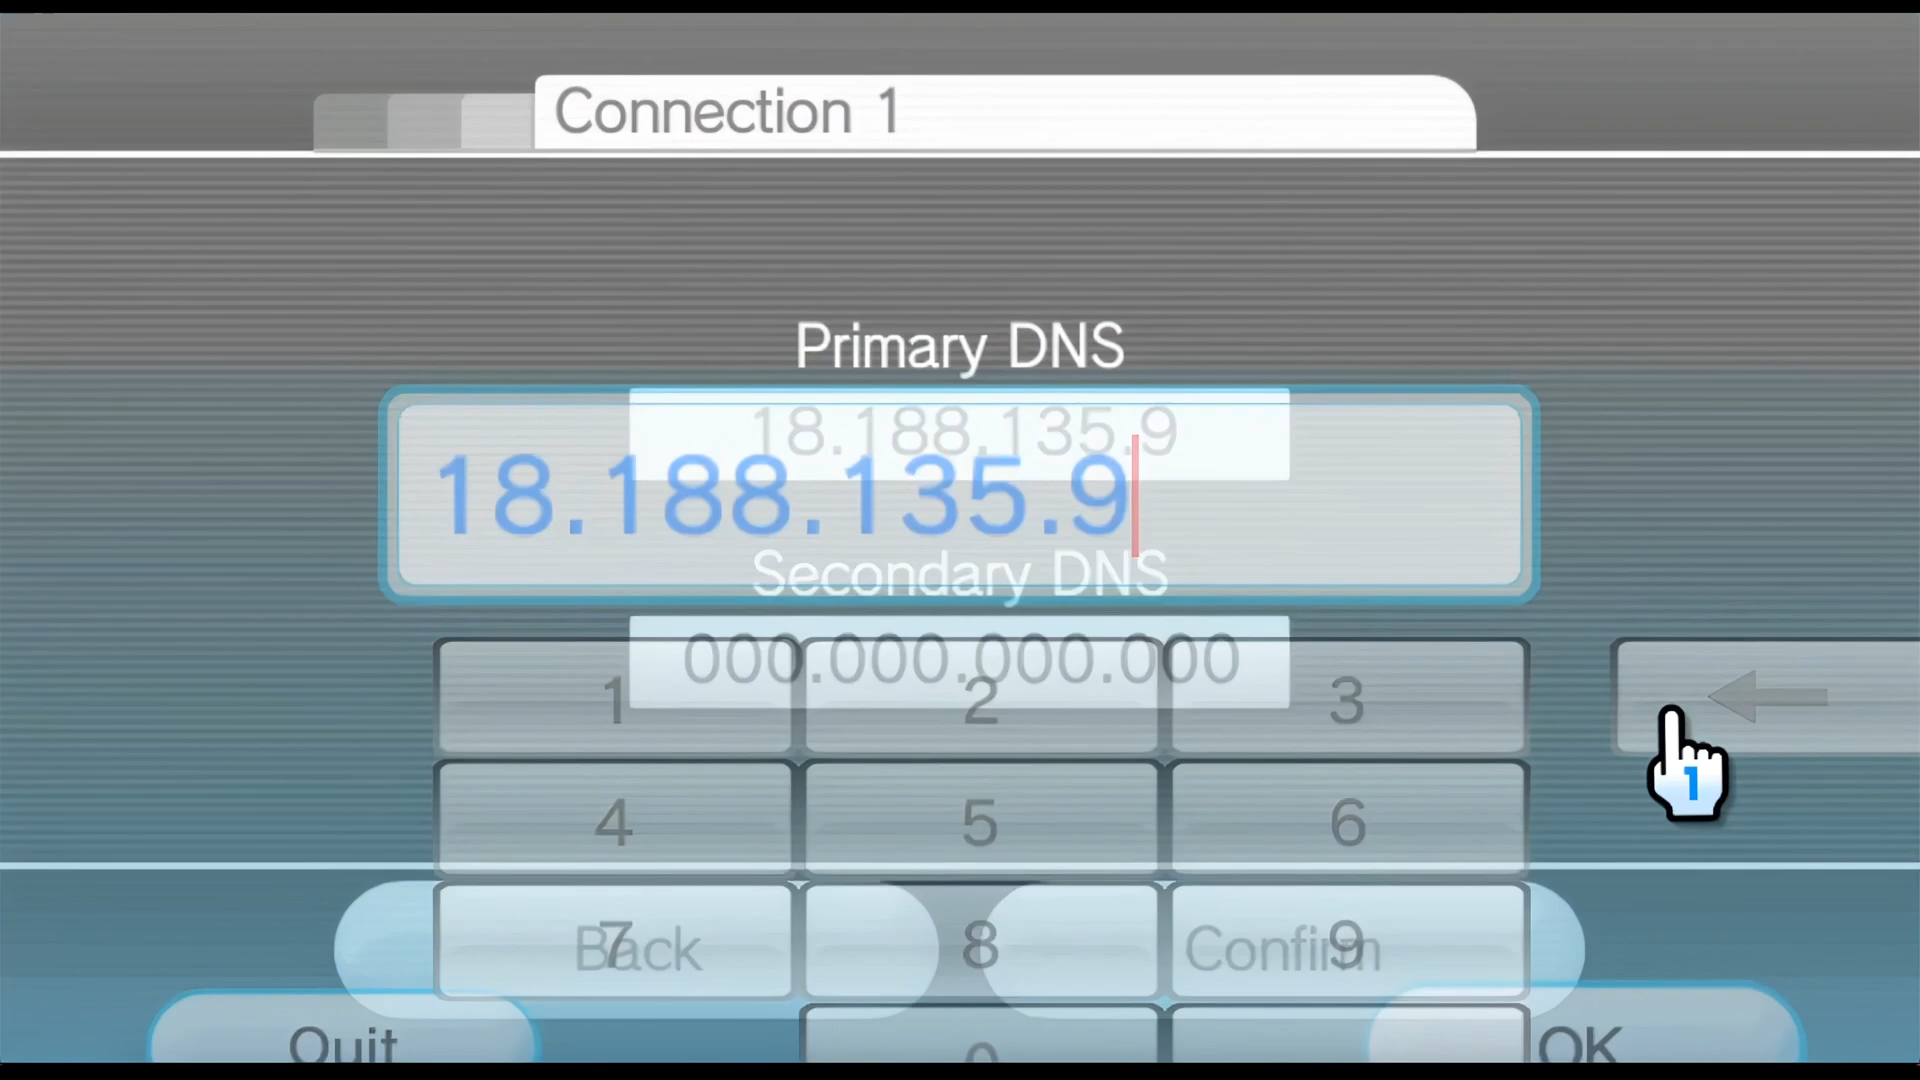 Connection 1
Primary DNS
18.188.135.9
18.188.135.9
Secondary DNS
000.000.000.000
1 2 3
4 5 6
1
7 8 9
Back Confirm
0
Quit OK